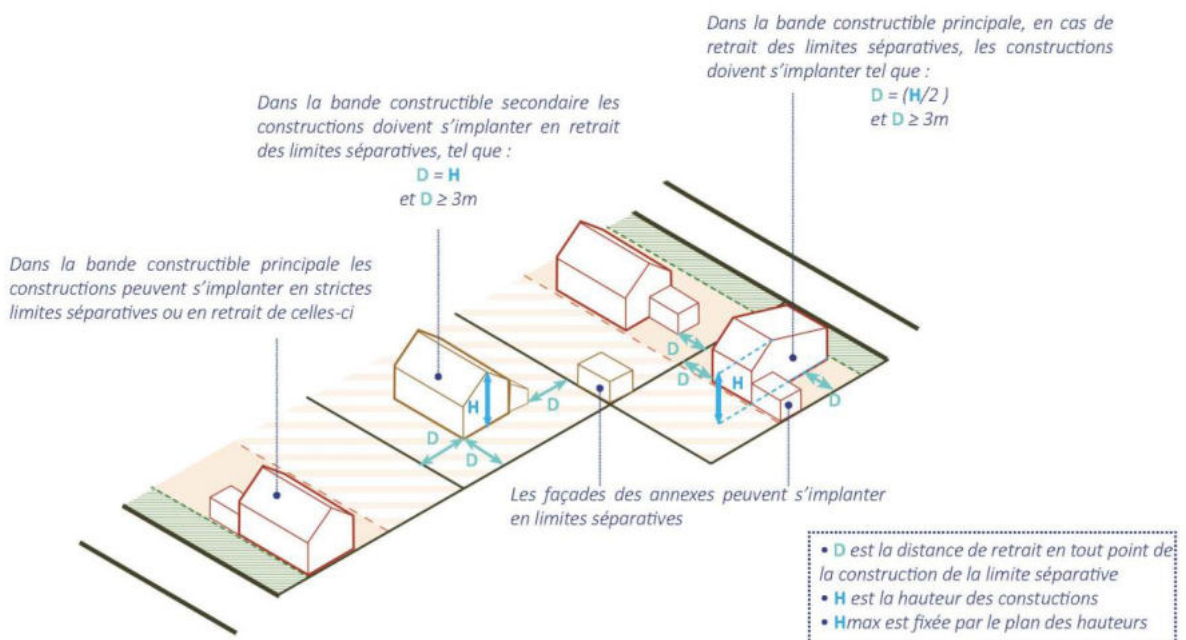 Dans la bande constructible principale, en cas de
retrait des limites séparatives, les constructions
doivent s'implanter tel que :
D = (H/2 )
et D ≥ 3m
Dans la bande constructible secondaire les
constructions doivent s'implanter en retrait
des limites séparatives, tel que :
D = H
et D ≥ 3m
Dans la bande constructible principale les
constructions peuvent s'implanter en strictes
limites séparatives ou en retrait de celles-ci
D
D
H
D
H
D
D
D
Les façades des annexes peuvent s'implanter
en limites séparatives
• D est la distance de retrait en tout point de
la construction de la limite séparative
• H est la hauteur des constuctions
• Hmax est fixée par le plan des hauteurs